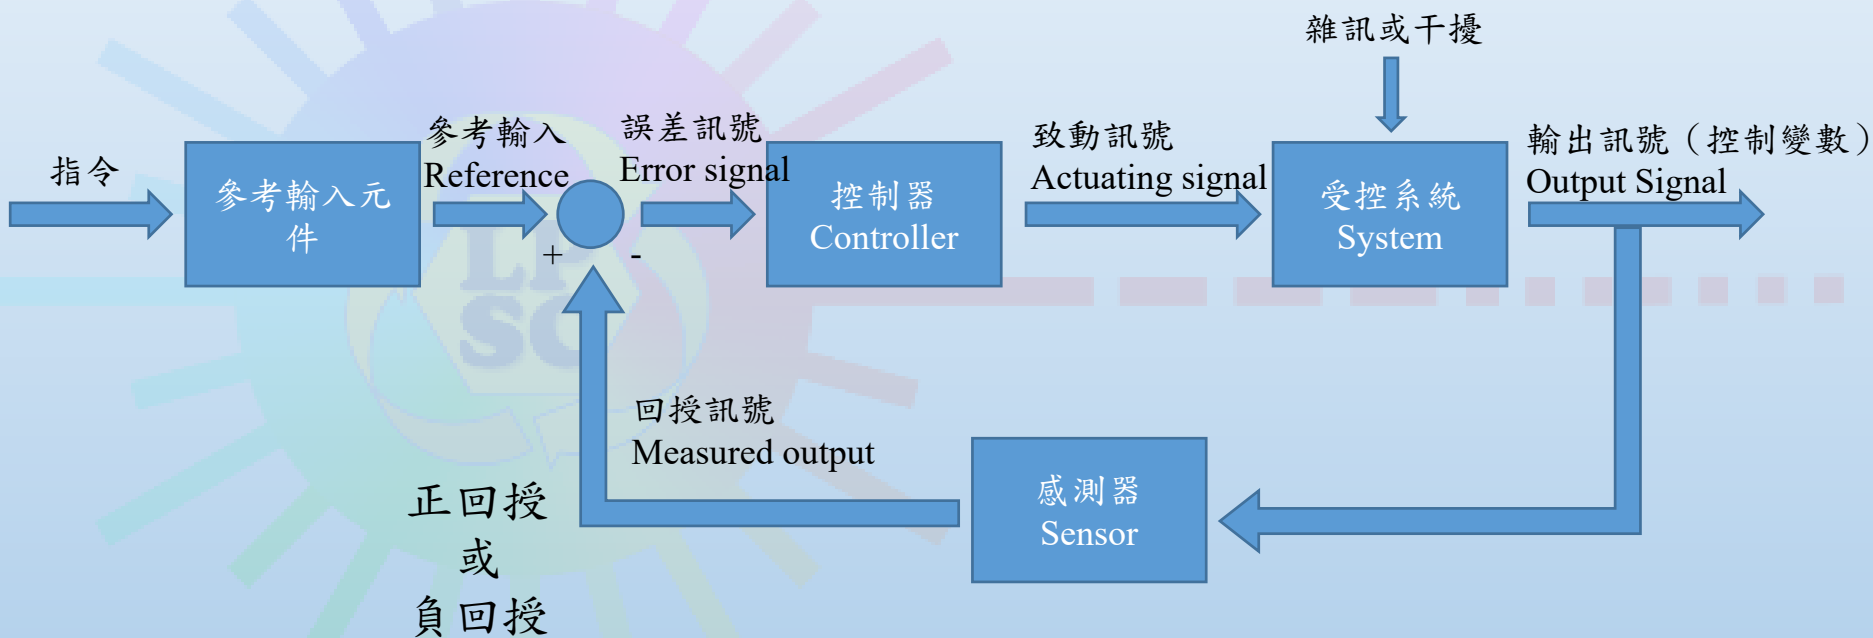 雜訊或干擾
指令
參考輸入元
件
參考輸入
Reference
+
-
誤差訊號
Error signal
控制器
Controller
致動訊號
Actuating signal
受控系統
System
輸出訊號（控制變數）
Output Signal
LP
SC
回授訊號
Measured output
正回授
或
負回授
感測器
Sensor